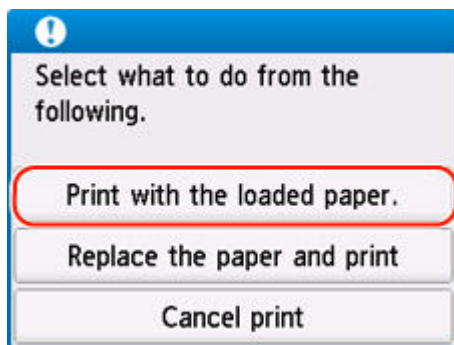 Select what to do from the
following.
Print with the loaded paper.
Replace the paper and print
Cancel print